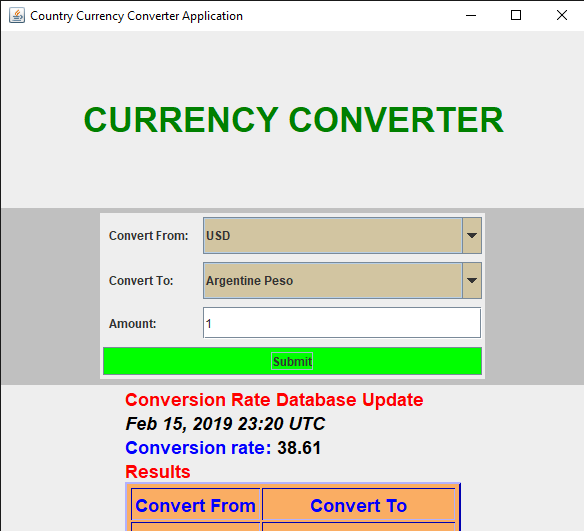 Country Currency Converter Application
CURRENCY CONVERTER
Convert From: USD
Convert To: Argentine Peso
Amount: 1
Submit
Conversion Rate Database Update
Feb 15, 2019 23:20 UTC
Conversion rate: 38.61
Results
Convert From Convert To